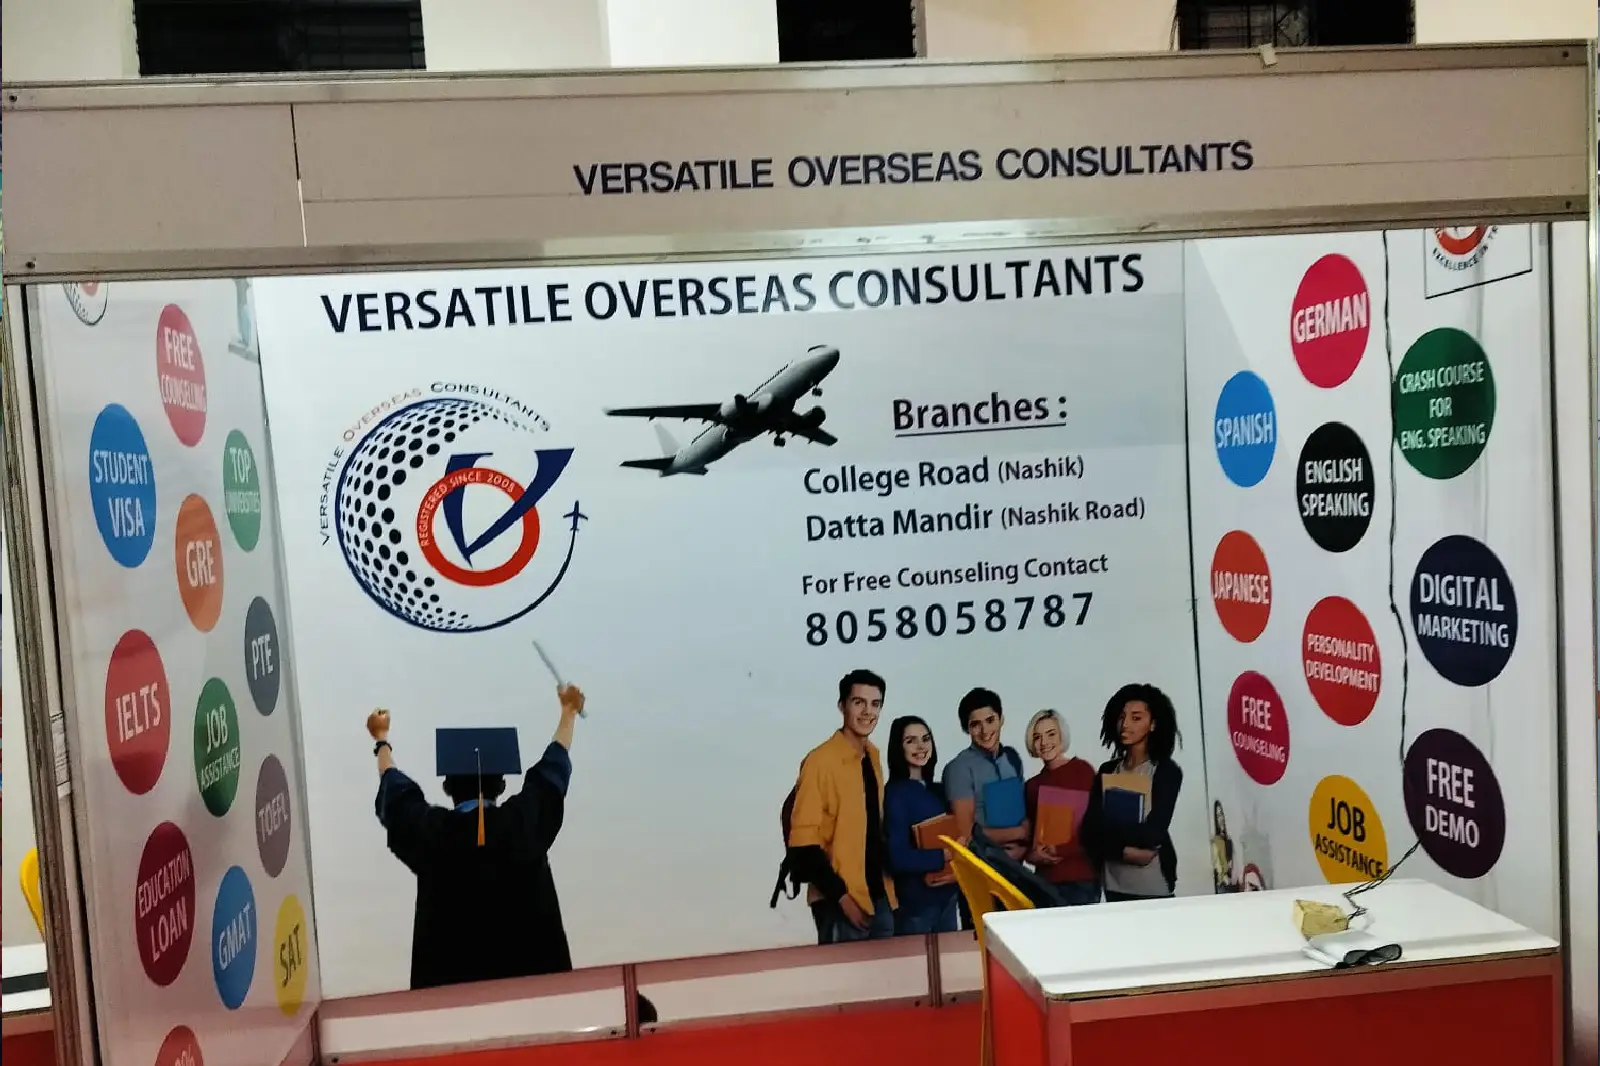 VERSATILE OVERSEAS CONSULTANTS
VERSATILE OVERSEAS CONSULTANTS
VERSATILE OVERSEAS CONSULTANTS
REGISTERED SINCE 2008
Branches :
College Road (Nashik)
Datta Mandir (Nashik Road)
For Free Counseling Contact
8058058787
FREE
COUNSELLING
STUDENT
VISA
TOP
UNIVERSITIES
GRE
PTE
IELTS
JOB
ASSISTANCE
TOEFL
EDUCATION
LOAN
GMAT
SAT
GERMAN
SPANISH
ENGLISH
SPEAKING
CRASH COURSE
FOR
ENG. SPEAKING
JAPANESE
PERSONALITY
DEVELOPMENT
DIGITAL
MARKETING
FREE
COUNSELING
JOB
ASSISTANCE
FREE
DEMO
EXCELLENCE IN